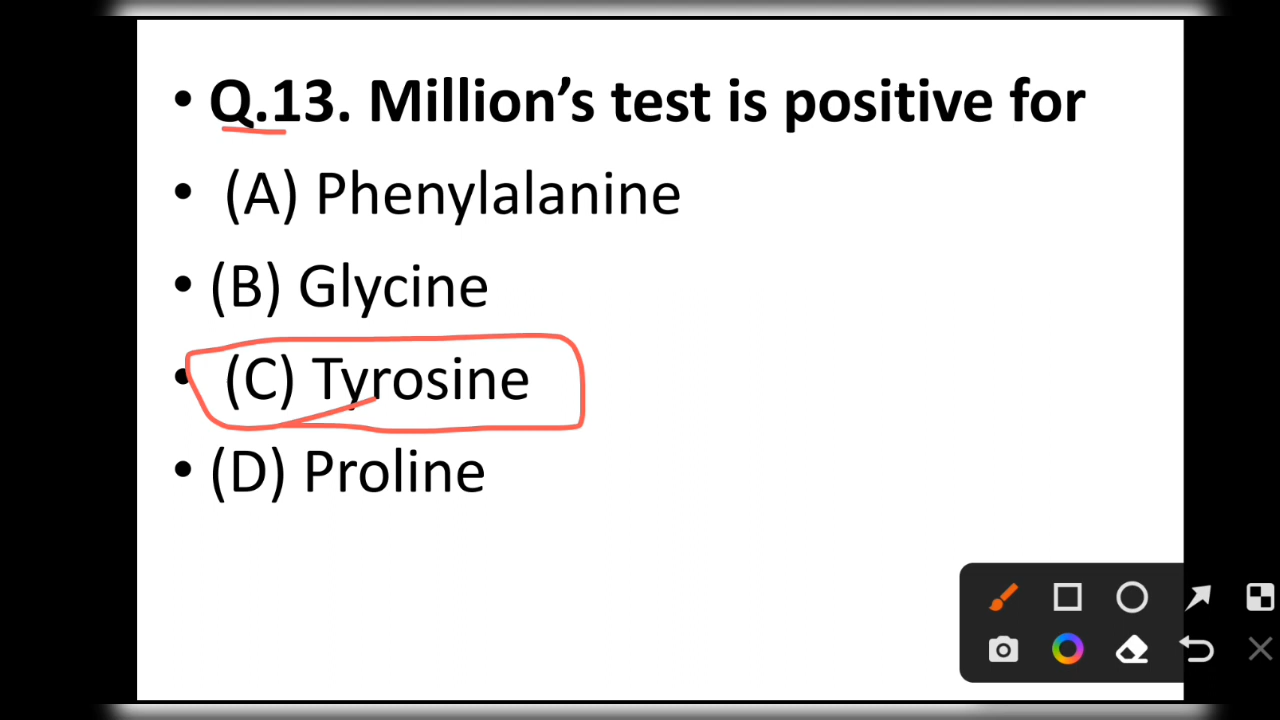 • Q.13. Million’s test is positive for
• (A) Phenylalanine
• (B) Glycine
• (C) Tyrosine
• (D) Proline